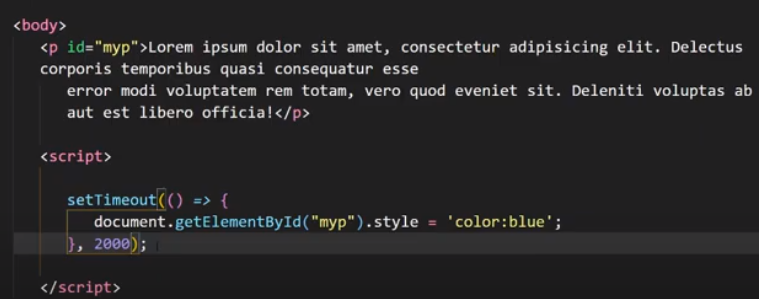 <body>
<p id="myp">Lorem ipsum dolor sit amet, consectetur adipisicing elit. Delectus
corporis temporibus quasi consequatur esse
error modi voluptatem rem totam, vero quod eveniet sit. Deleniti voluptas ab
aut est libero officia!</p>
<script>
setTimeout(() => {
document.getElementById("myp").style = 'color:blue';
}, 2000);
</script>